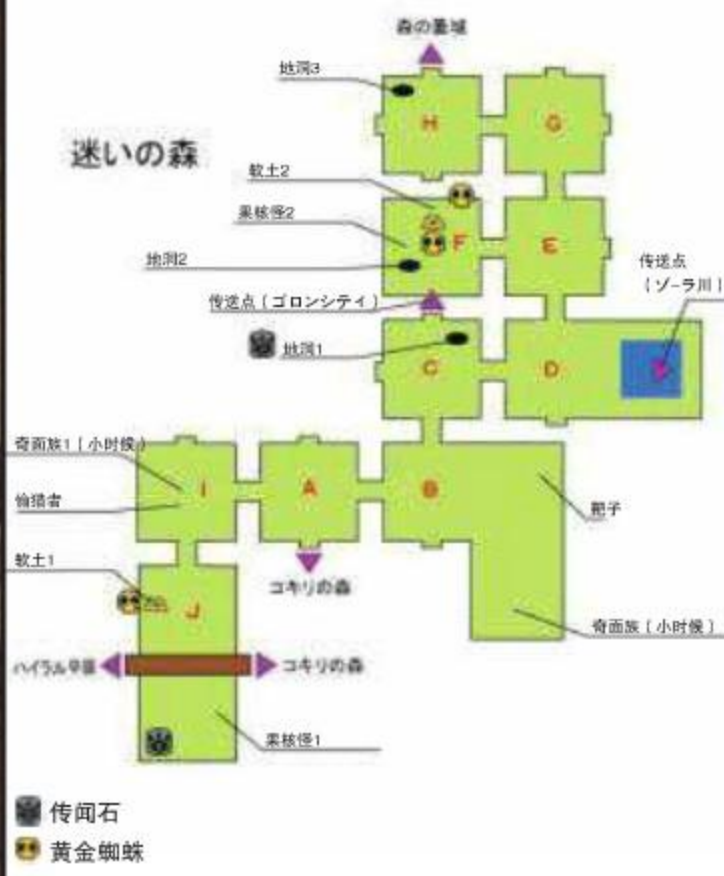 森の聖域
地洞3
H
G
迷いの森
软土2
果核怪2
F
E
地洞2
传送点
（ゾーラ川）
传送点（ゴロンシティ）
地洞1
C
D
奇面族1（小时候）
I
A
B
偷猎者
靶子
软土1
コキリの森
J
奇面族（小时候）
ハイラル平原
コキリの森
果核怪1
传闻石
黄金蜘蛛